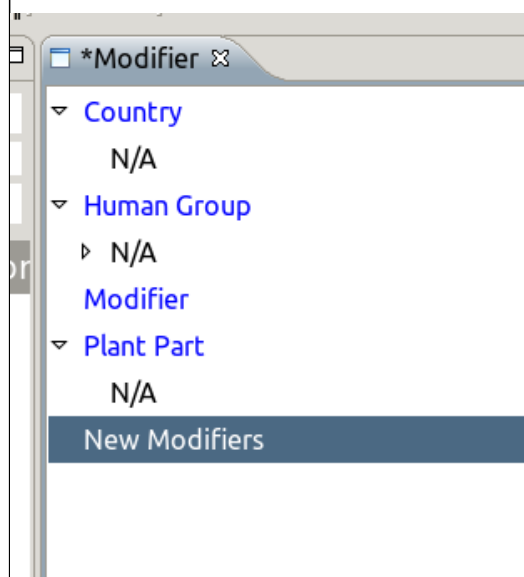 *Modifier
Country
N/A
Human Group
N/A
Modifier
Plant Part
N/A
New Modifiers